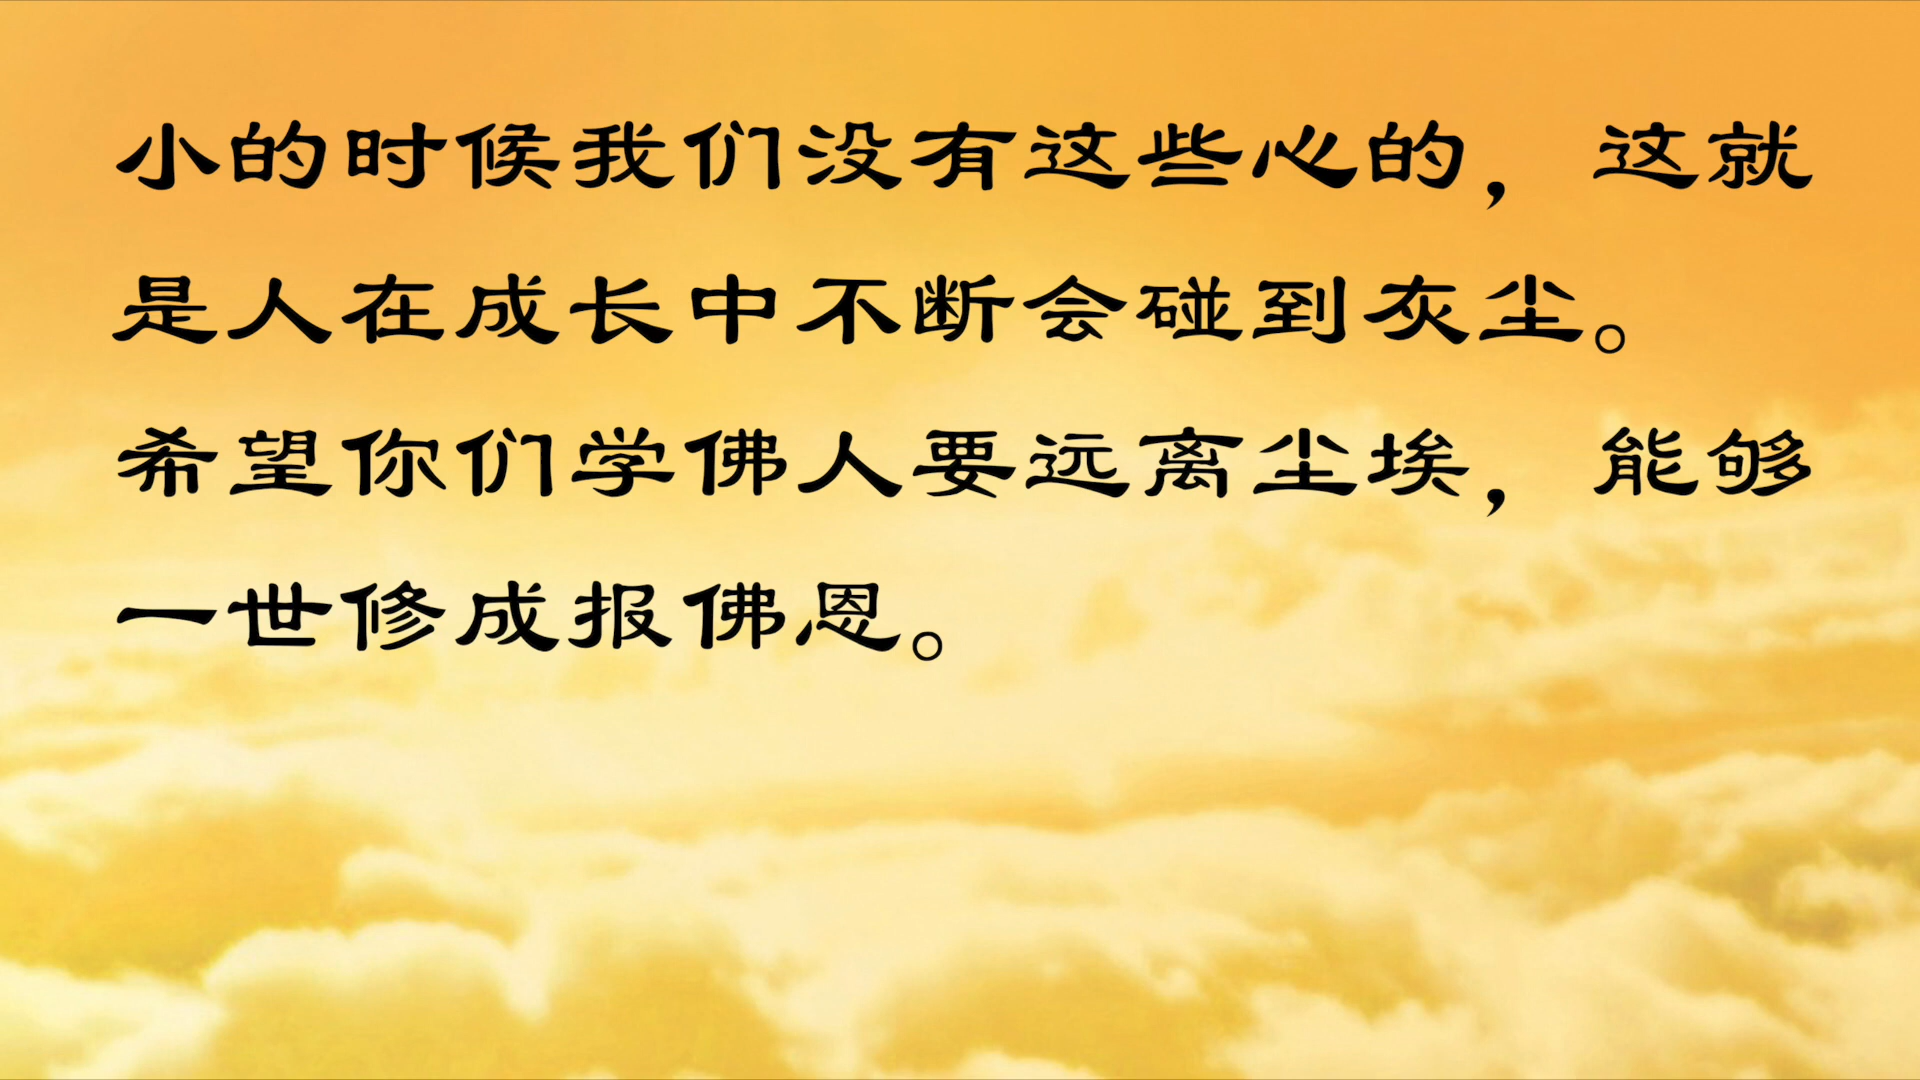 小的时候我们没有这些心的，这就
是人在成长中不断会碰到灰尘。
希望你们学佛人要远离尘埃，能够
一世修成报佛恩。